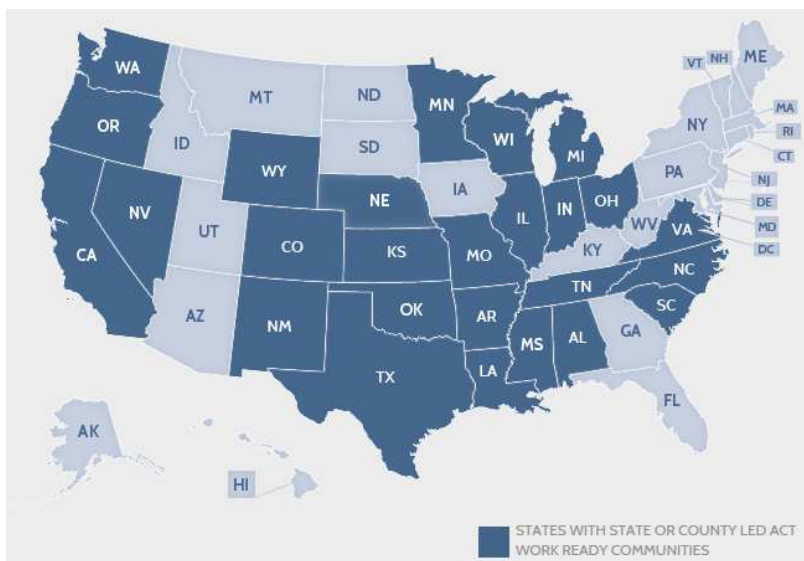 WA
MT
ND
MN
VT
NH
ME
OR
ID
SD
WI
MI
NY
MA
RI
CT
WY
IA
PA
NJ
NV
UT
NE
IL
IN
OH
WV
VA
DE
MD
DC
CA
CO
KS
MO
KY
NC
AZ
NM
OK
AR
TN
SC
TX
LA
MS
AL
GA
FL
AK
HI
STATES WITH STATE OR COUNTY LED ACT
WORK READY COMMUNITIES